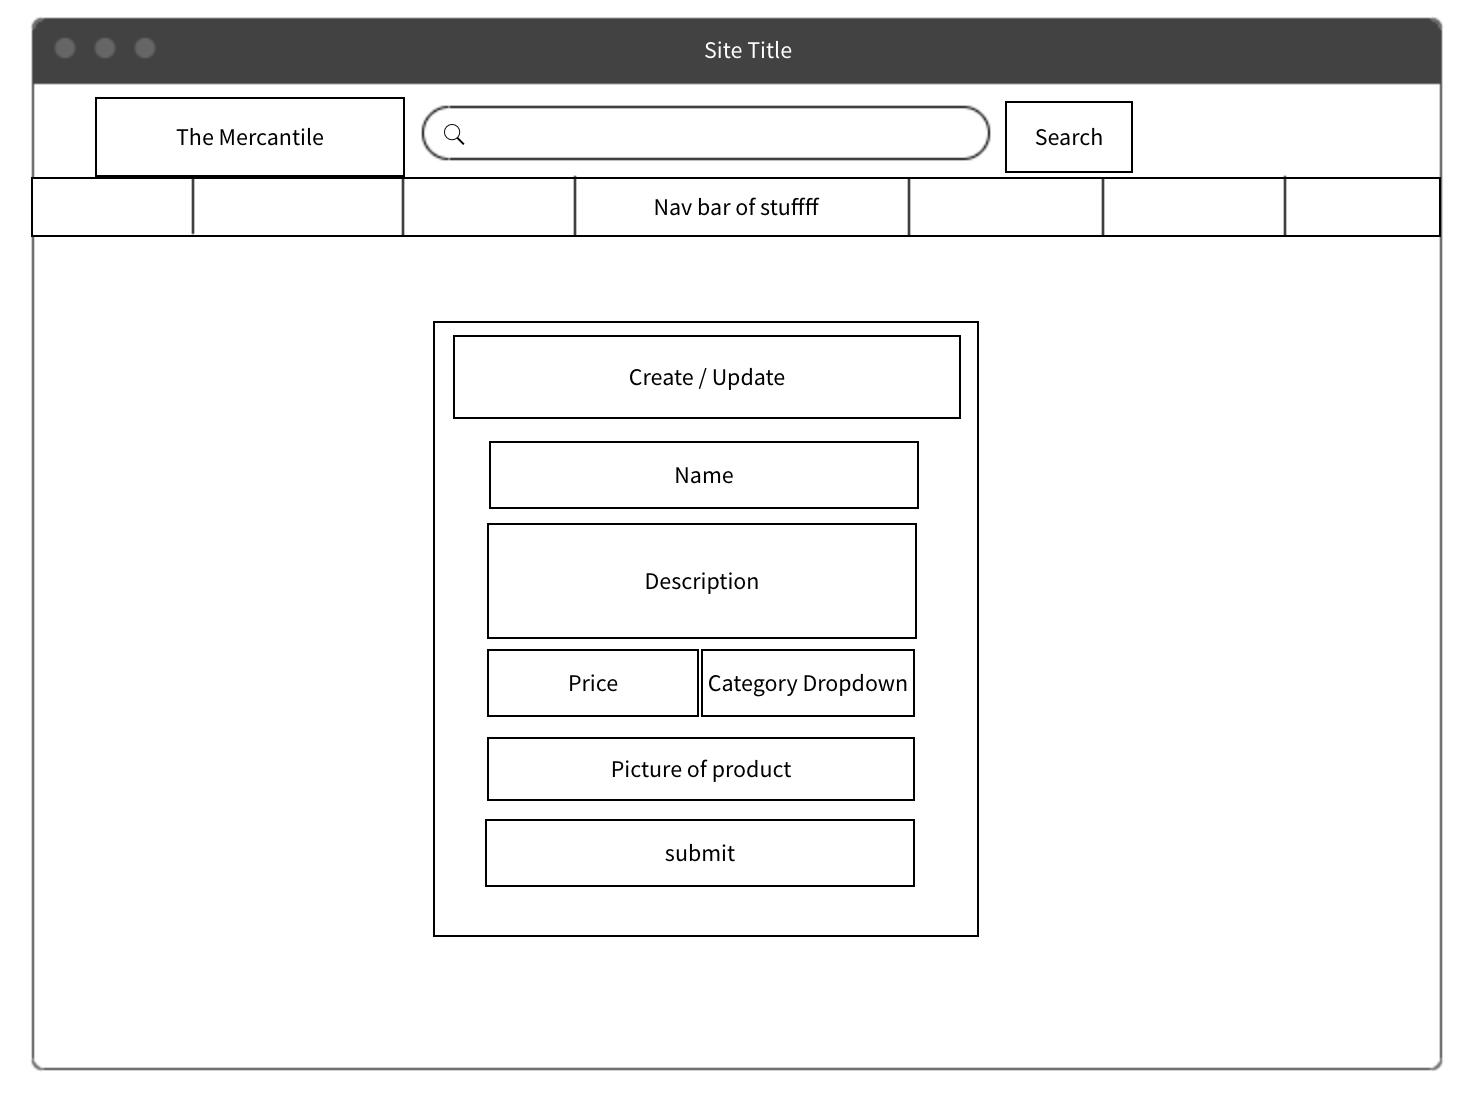 Site Title
The Mercantile
Search
Nav bar of stuffff
Create / Update
Name
Description
Price
Category Dropdown
Picture of product
submit